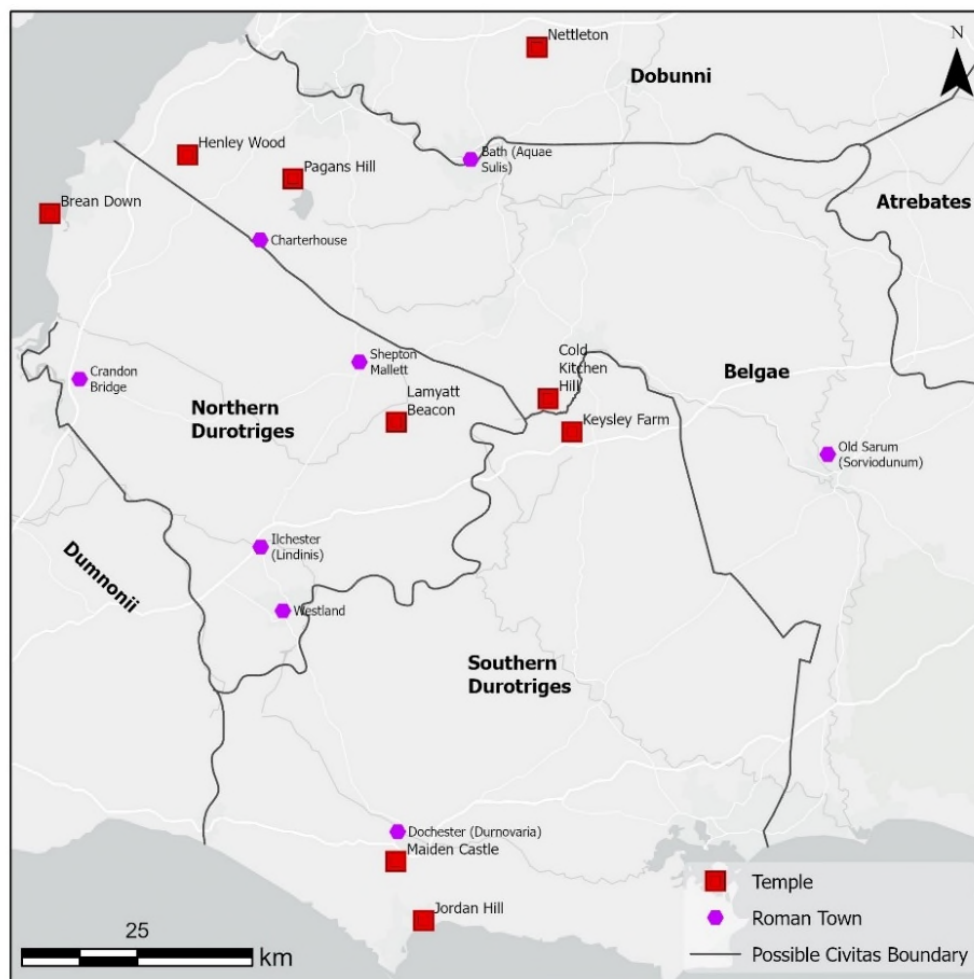 Nettleton
N
Dobunni
Henley Wood
Bath (Aquae
Sulis)
Pagans Hill
Atrebates
Brean Down
Charterhouse
Shepton
Mallett
Cold
Kitchen
Hill
Crandon
Bridge
Belgae
Lamyatt
Beacon
Northern
Durotriges
Keysley Farm
Old Sarum
(Sorviodunum)
Ilchester
(Lindinis)
Dumnonii
Westland
Southern
Durotriges
Dochester (Durnovaria)
Maiden Castle
Jordan Hill
25
km
Temple
Roman Town
Possible Civitas Boundary